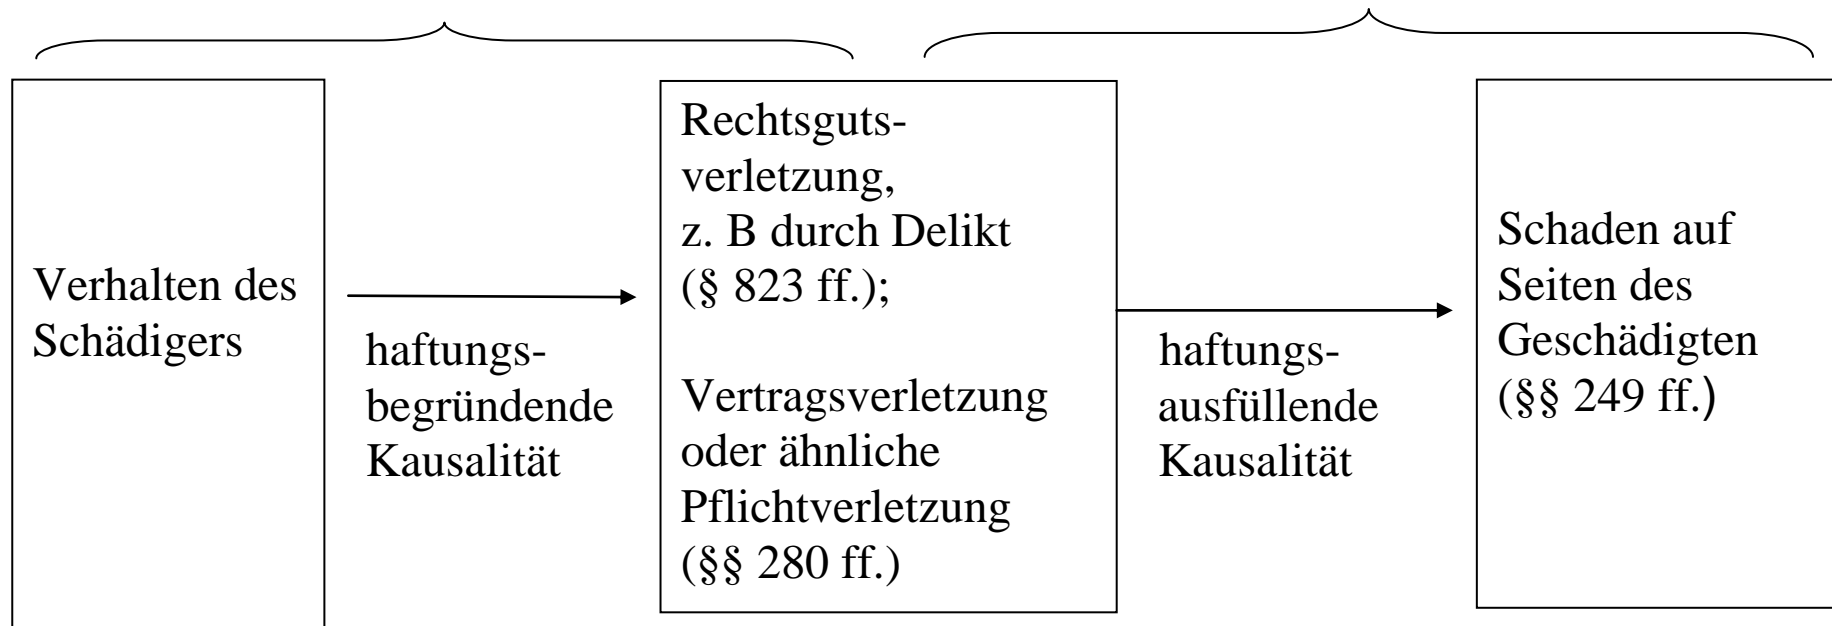 Verhalten des
Schädigers
haftungs-
begründende
Kausalität
Rechtsguts-
verletzung,
z. B durch Delikt
(§ 823 ff.);
Vertragsverletzung
oder ähnliche
Pflichtverletzung
(§§ 280 ff.)
haftungs-
ausfüllende
Kausalität
Schaden auf
Seiten des
Geschädigten
(§§ 249 ff.)